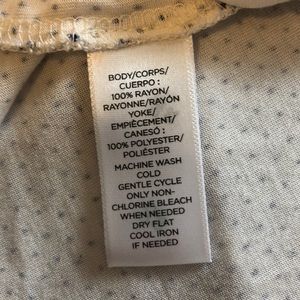 BODY/CORPS/
CUERPO :
100% RAYON/
RAYONNE/RAYÓN
YOKE/
EMPIÈCEMENT/
CANESÚ :
100% POLYESTER/
POLIÉSTER
MACHINE WASH
COLD
GENTLE CYCLE
ONLY NON-
CHLORINE BLEACH
WHEN NEEDED
DRY FLAT
COOL IRON
IF NEEDED